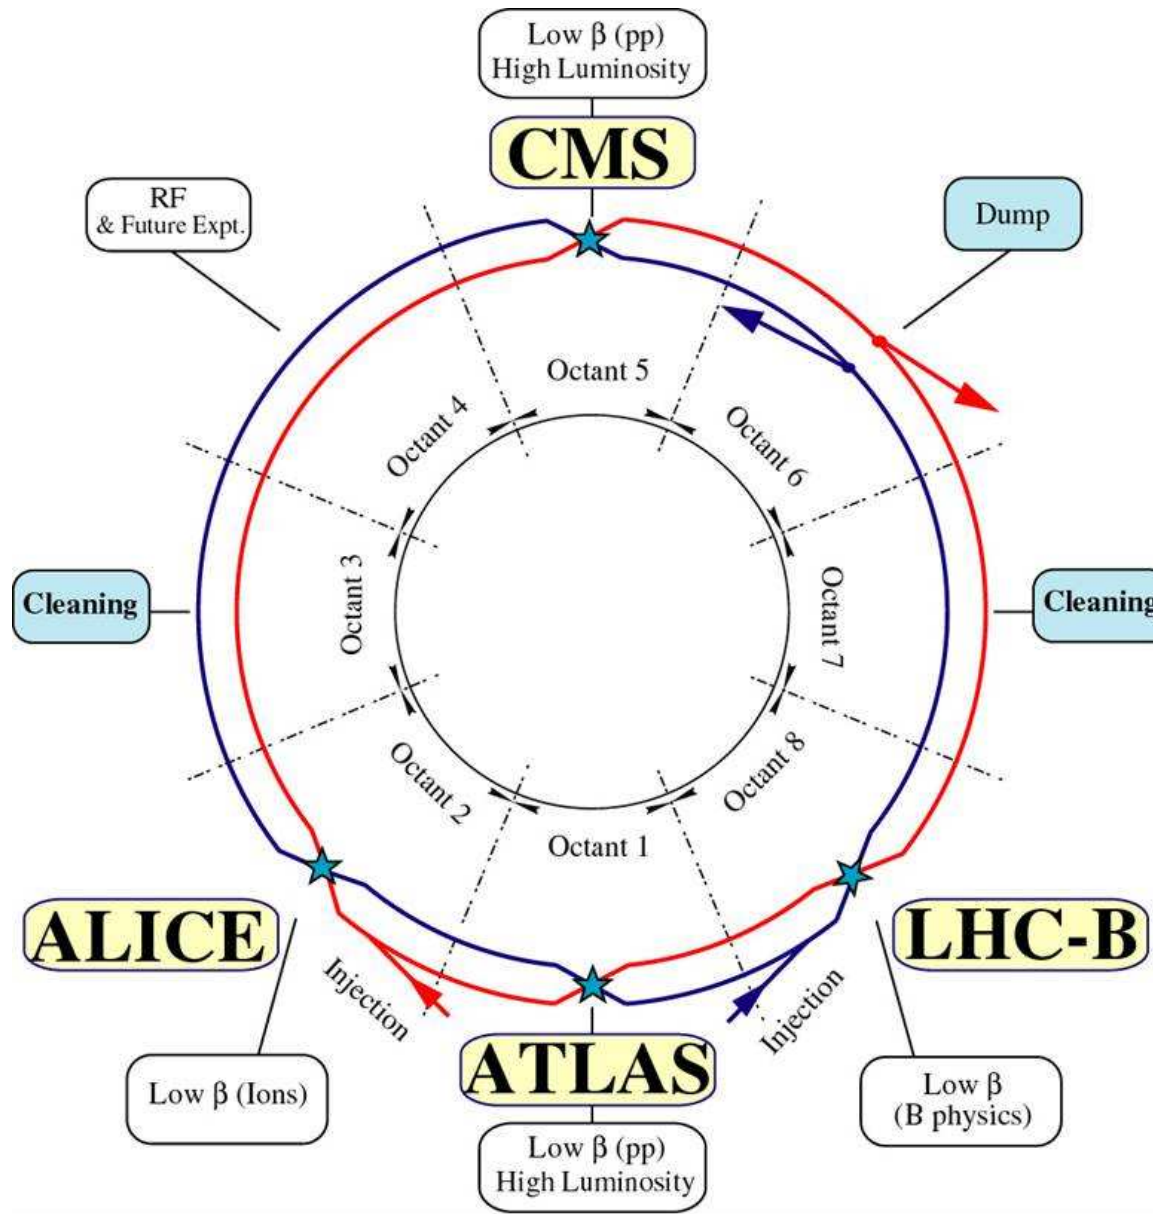 Low β (pp)
High Luminosity
CMS
RF
& Future Expt.
Dump
Octant 5
Octant 4
Octant 6
Cleaning
Octant 3
Octant 7
Cleaning
Octant 2
Octant 8
Octant 1
ALICE
LHC-B
Injection
Injection
ATLAS
Low β (Ions)
Low β
(B physics)
Low β (pp)
High Luminosity